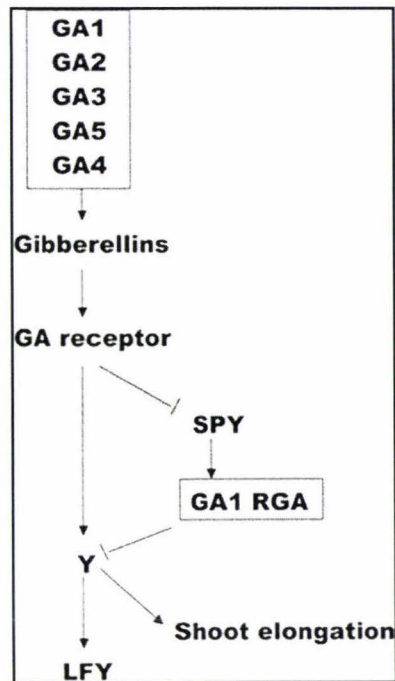 GA1
GA2
GA3
GA5
GA4
Gibberellins
GA receptor
SPY
GA1 RGA
Y
Shoot elongation
LFY